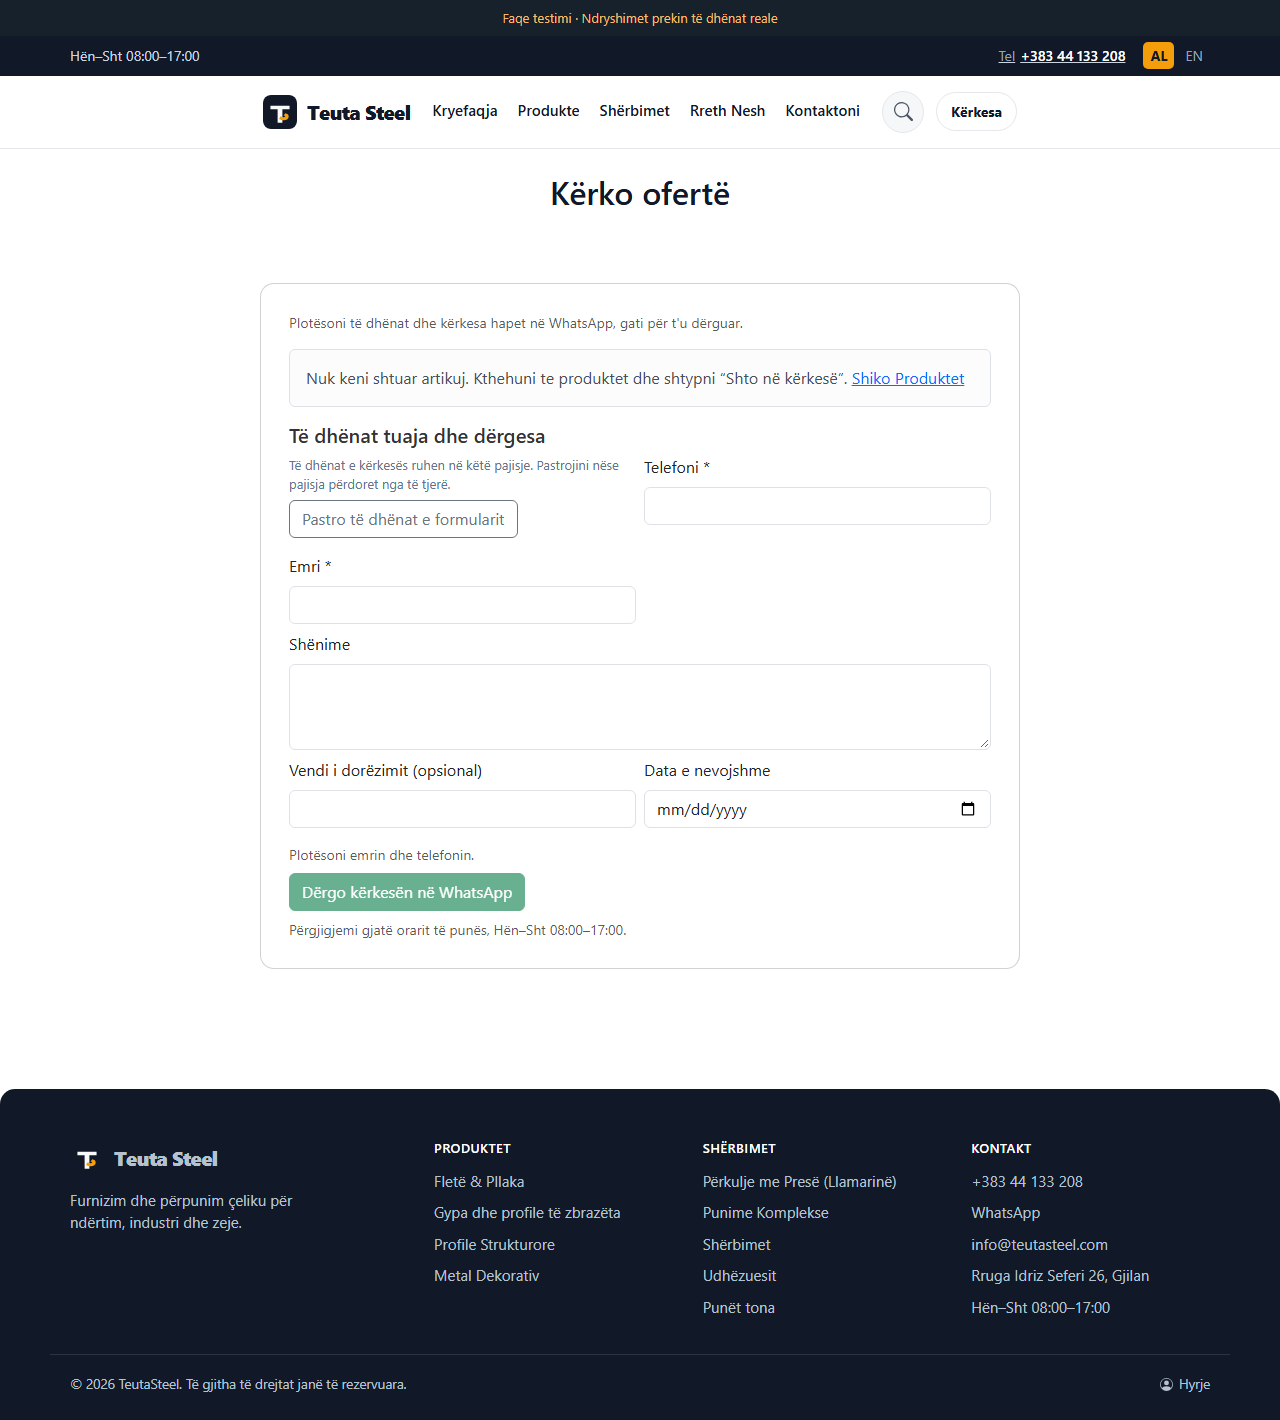 Faqe testimi · Ndryshimet prekin të dhënat reale
Hën–Sht 08:00–17:00
Tel +383 44 133 208
AL
EN
Teuta Steel
Kryefaqja
Produkte
Shërbimet
Rreth Nesh
Kontaktoni
Kërkesa
Kërko ofertë
Plotësoni të dhënat dhe kërkesa hapet në WhatsApp, gati për t'u dërguar.
Nuk keni shtuar artikuj. Kthehuni te produktet dhe shtypni “Shto në kërkesë”. Shiko Produktet
Të dhënat tuaja dhe dërgesa
Të dhënat e kërkesës ruhen në këtë pajisje. Pastrojini nëse
pajisja përdoret nga të tjerë.
Pastro të dhënat e formularit
Telefoni *
Emri *
Shënime
Vendi i dorëzimit (opsional)
Data e nevojshme
mm/dd/yyyy
Plotësoni emrin dhe telefonin.
Dërgo kërkesën në WhatsApp
Përgjigjemi gjatë orarit të punës, Hën–Sht 08:00–17:00.
Teuta Steel
Furnizim dhe përpunim çeliku për
ndërtim, industri dhe zeje.
PRODUKTET
Fletë & Pllaka
Gypa dhe profile të zbrazëta
Profile Strukturore
Metal Dekorativ
SHËRBIMET
Përkulje me Presë (Llamarinë)
Punime Komplekse
Shërbimet
Udhëzuesit
Punët tona
KONTAKT
+383 44 133 208
WhatsApp
info@teutasteel.com
Rruga Idriz Seferi 26, Gjilan
Hën–Sht 08:00–17:00
© 2026 TeutaSteel. Të gjitha të drejtat janë të rezervuara.
Hyrje